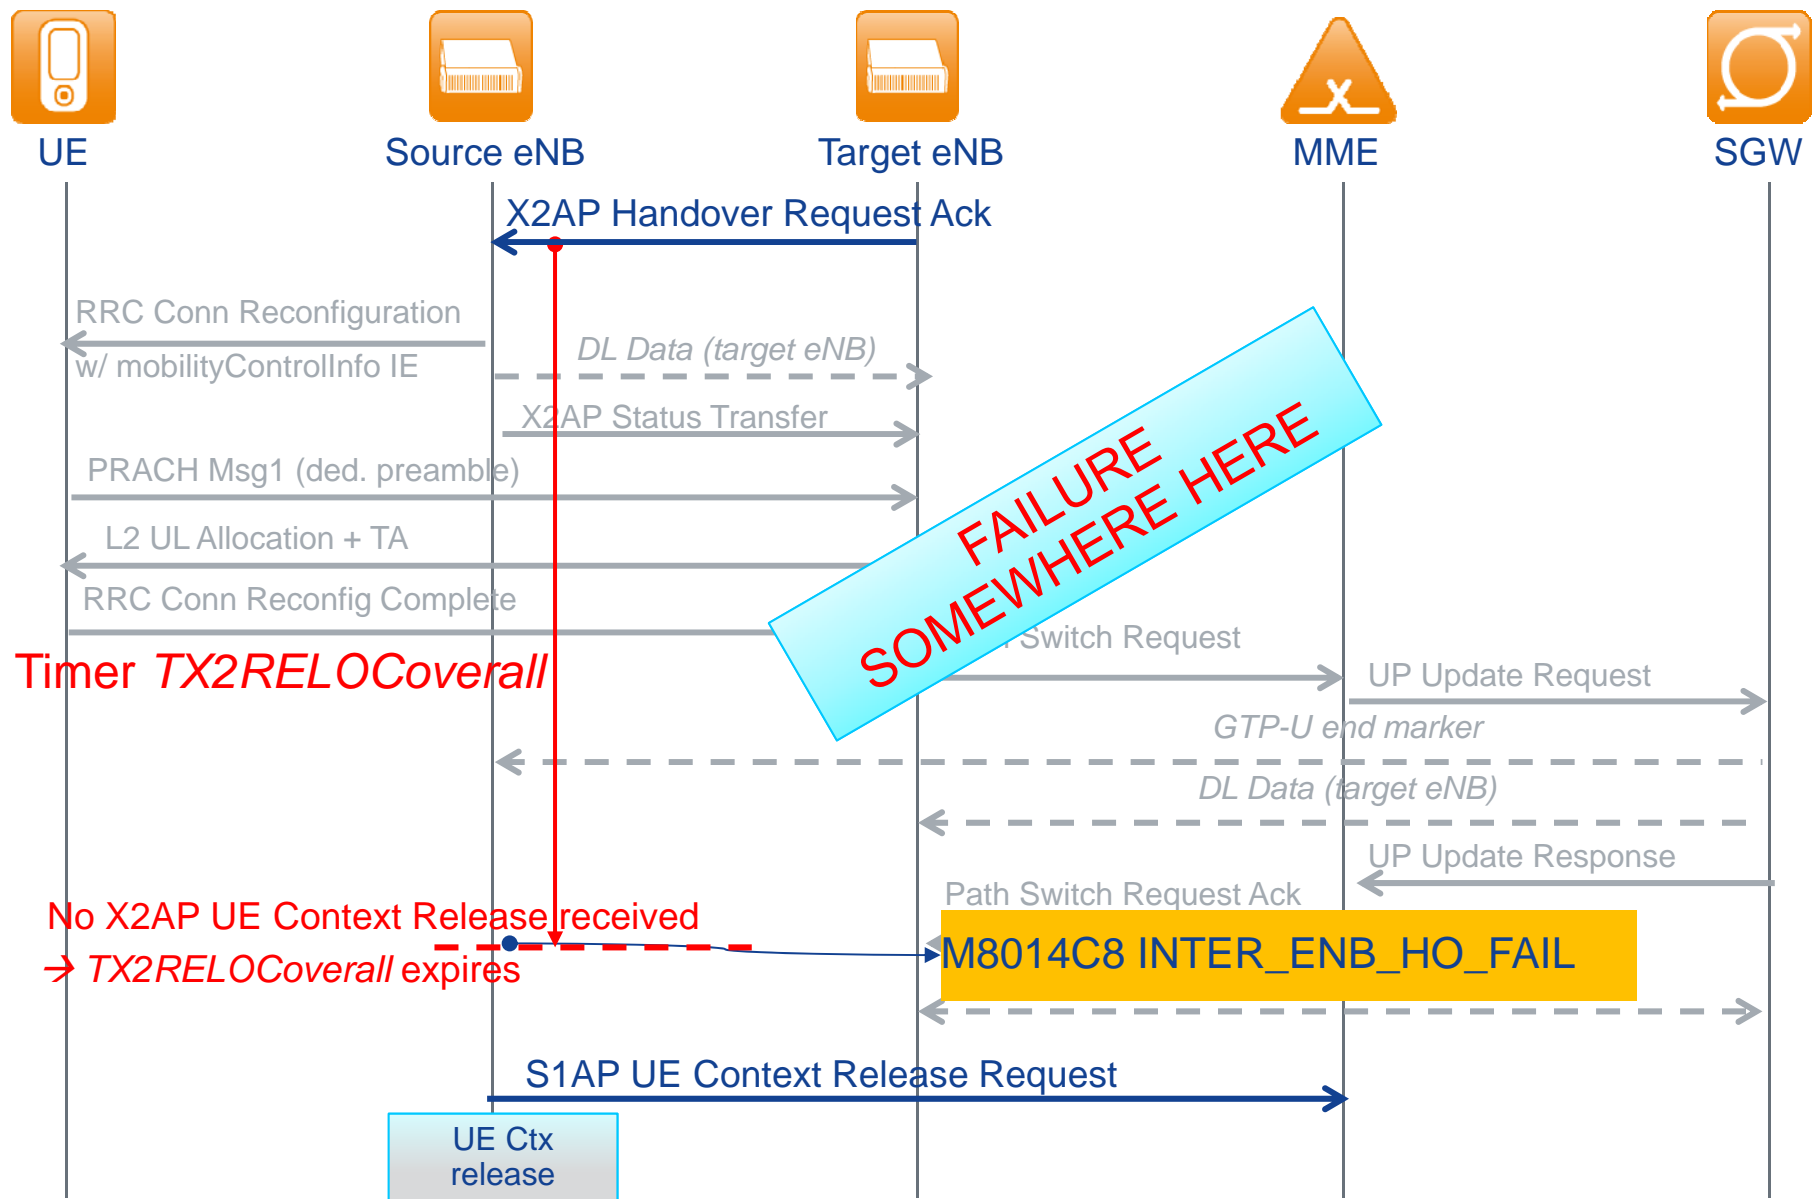 UE
Source eNB
Target eNB
MME
SGW
X2AP Handover Request Ack
RRC Conn Reconfiguration
w/ mobilityControlInfo IE
DL Data (target eNB)
X2AP Status Transfer
PRACH Msg1 (ded. preamble)
L2 UL Allocation + TA
RRC Conn Reconfig Complete
FAILURE
SOMEWHERE HERE
Switch Request
Timer TX2RELOCoverall
UP Update Request
GTP-U end marker
DL Data (target eNB)
UP Update Response
Path Switch Request Ack
No X2AP UE Context Release received
→ TX2RELOCoverall expires
M8014C8 INTER_ENB_HO_FAIL
S1AP UE Context Release Request
UE Ctx
release